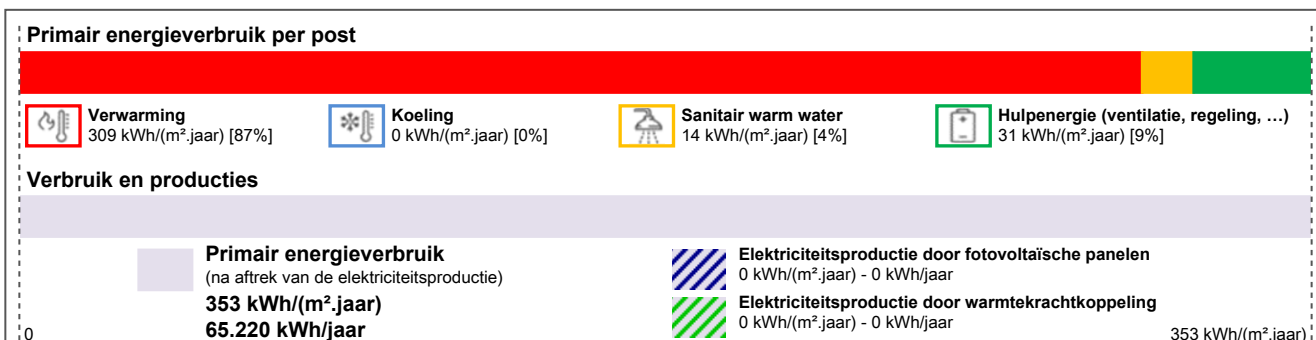 Primair energieverbruik per post
Verwarming
309 kWh/(m².jaar) [87%]
Koeling
0 kWh/(m².jaar) [0%]
Sanitair warm water
14 kWh/(m².jaar) [4%]
Hulpenergie (ventilatie, regeling, …)
31 kWh/(m².jaar) [9%]
Verbruik en producties
Primair energieverbruik
(na aftrek van de elektriciteitsproductie)
353 kWh/(m².jaar)
65.220 kWh/jaar
Elektriciteitsproductie door fotovoltaïsche panelen
0 kWh/(m².jaar) - 0 kWh/jaar
Elektriciteitsproductie door warmtekrachtkoppeling
0 kWh/(m².jaar) - 0 kWh/jaar
0
353 kWh/(m².jaar)